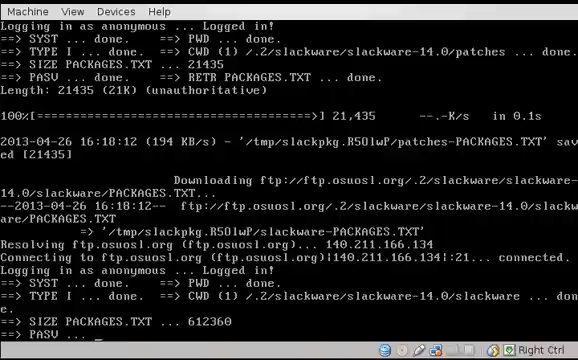 Machine View Devices Help
Logging in as anonymous ... Logged in!
==> SYST ... done.    ==> PWD ... done.
==> TYPE I ... done.  ==> CWD (1) /.2/slackware/slackware-14.0/patches ... done.
==> SIZE PACKAGES.TXT ... 21435
==> PASV ... done.    ==> RETR PACKAGES.TXT ... done.
Length: 21435 (21K) (unauthoritative)
100%[======================================>] 21,435      --.-K/s   in 0.1s
2013-04-26 16:18:12 (194 KB/s) - '/tmp/slackpkg.R5OlwP/patches-PACKAGES.TXT' sav
ed [21435]
Downloading ftp://ftp.osuosl.org/.2/slackware/slackware-
14.0/slackware/PACKAGES.TXT...
--2013-04-26 16:18:12--  ftp://ftp.osuosl.org/.2/slackware/slackware-14.0/slackw
are/PACKAGES.TXT
=> '/tmp/slackpkg.R5OlwP/slackware-PACKAGES.TXT'
Resolving ftp.osuosl.org (ftp.osuosl.org)... 140.211.166.134
Connecting to ftp.osuosl.org (ftp.osuosl.org)|140.211.166.134|:21... connected.
Logging in as anonymous ... Logged in!
==> SYST ... done.    ==> PWD ... done.
==> TYPE I ... done.  ==> CWD (1) /.2/slackware/slackware-14.0/slackware ... don
e.
==> SIZE PACKAGES.TXT ... 612360
==> PASV ... _
Right Ctrl